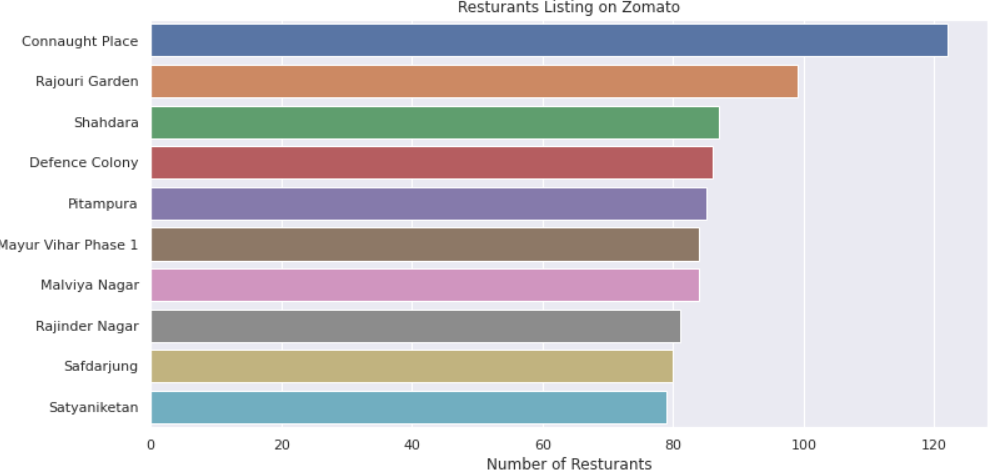 Resturants Listing on Zomato
Connaught Place
Rajouri Garden
Shahdara
Defence Colony
Pitampura
Mayur Vihar Phase 1
Malviya Nagar
Rajinder Nagar
Safdarjung
Satyaniketan
0 20 40 60 80 100 120
Number of Resturants